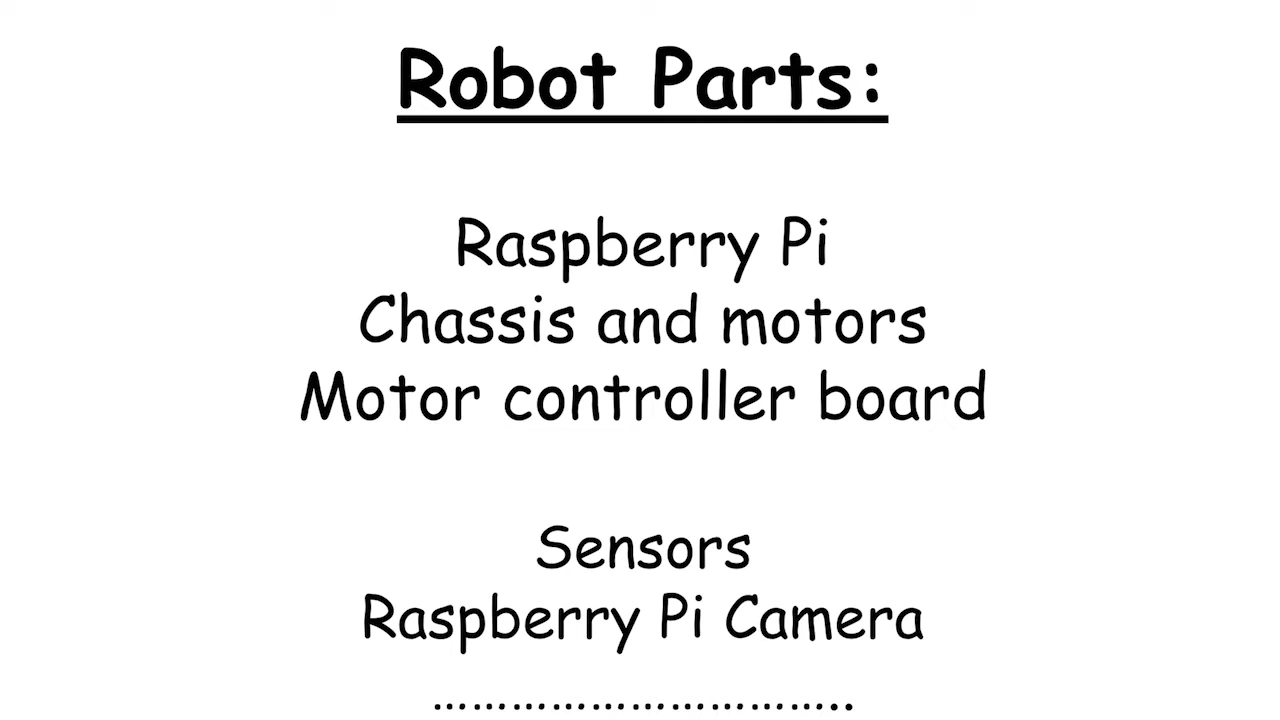 Robot Parts:
Raspberry Pi
Chassis and motors
Motor controller board
Sensors
Raspberry Pi Camera
…………………………..